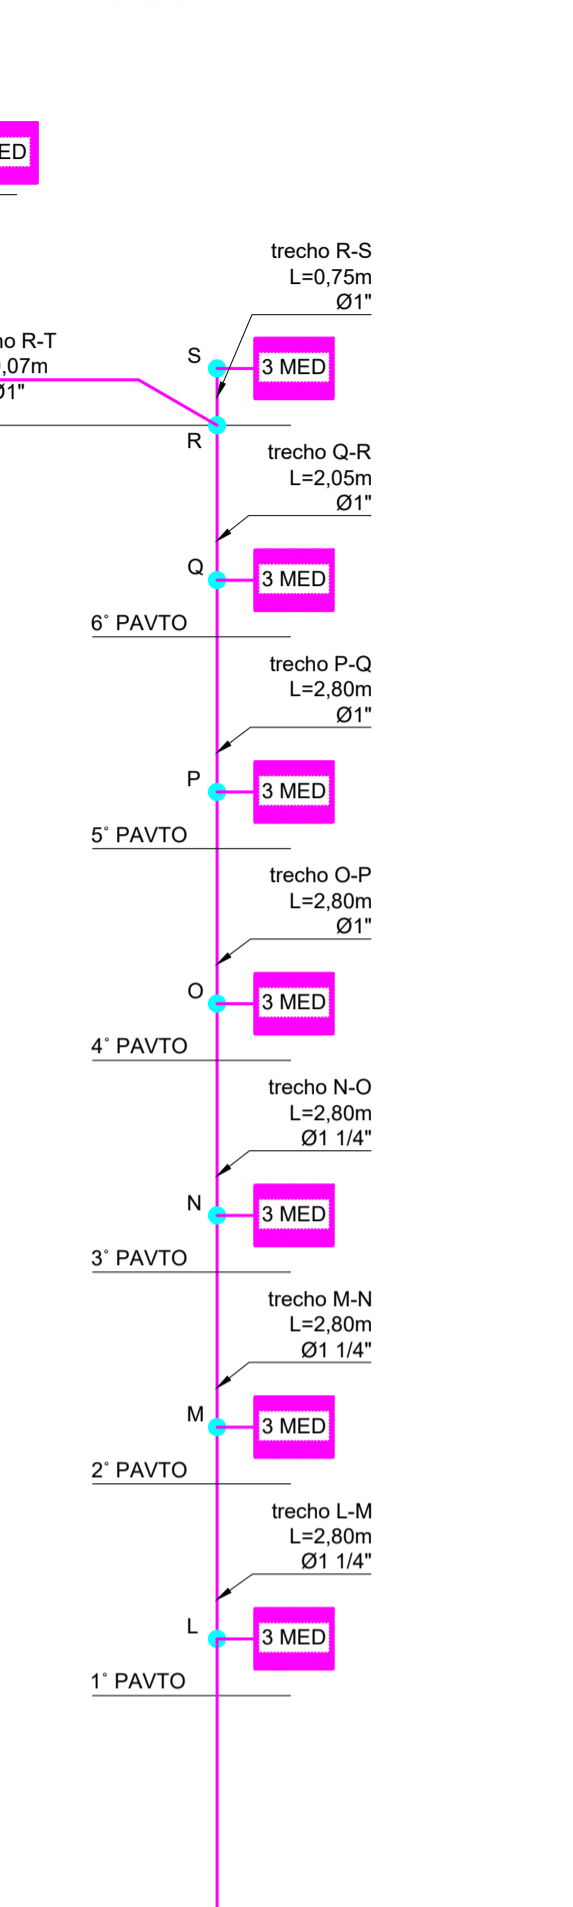 ED
trecho R-S
L=0,75m
Ø1"
ho R-T
,07m
Ø1"
S
3 MED
R
trecho Q-R
L=2,05m
Ø1"
Q
3 MED
6° PAVTO
trecho P-Q
L=2,80m
Ø1"
P
3 MED
5° PAVTO
trecho O-P
L=2,80m
Ø1"
O
3 MED
4° PAVTO
trecho N-O
L=2,80m
Ø1 1/4"
N
3 MED
3° PAVTO
trecho M-N
L=2,80m
Ø1 1/4"
M
3 MED
2° PAVTO
trecho L-M
L=2,80m
Ø1 1/4"
L
3 MED
1° PAVTO